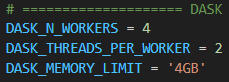 # ==================== DASK
DASK_N_WORKERS = 4
DASK_THREADS_PER_WORKER = 2
DASK_MEMORY_LIMIT = '4GB'